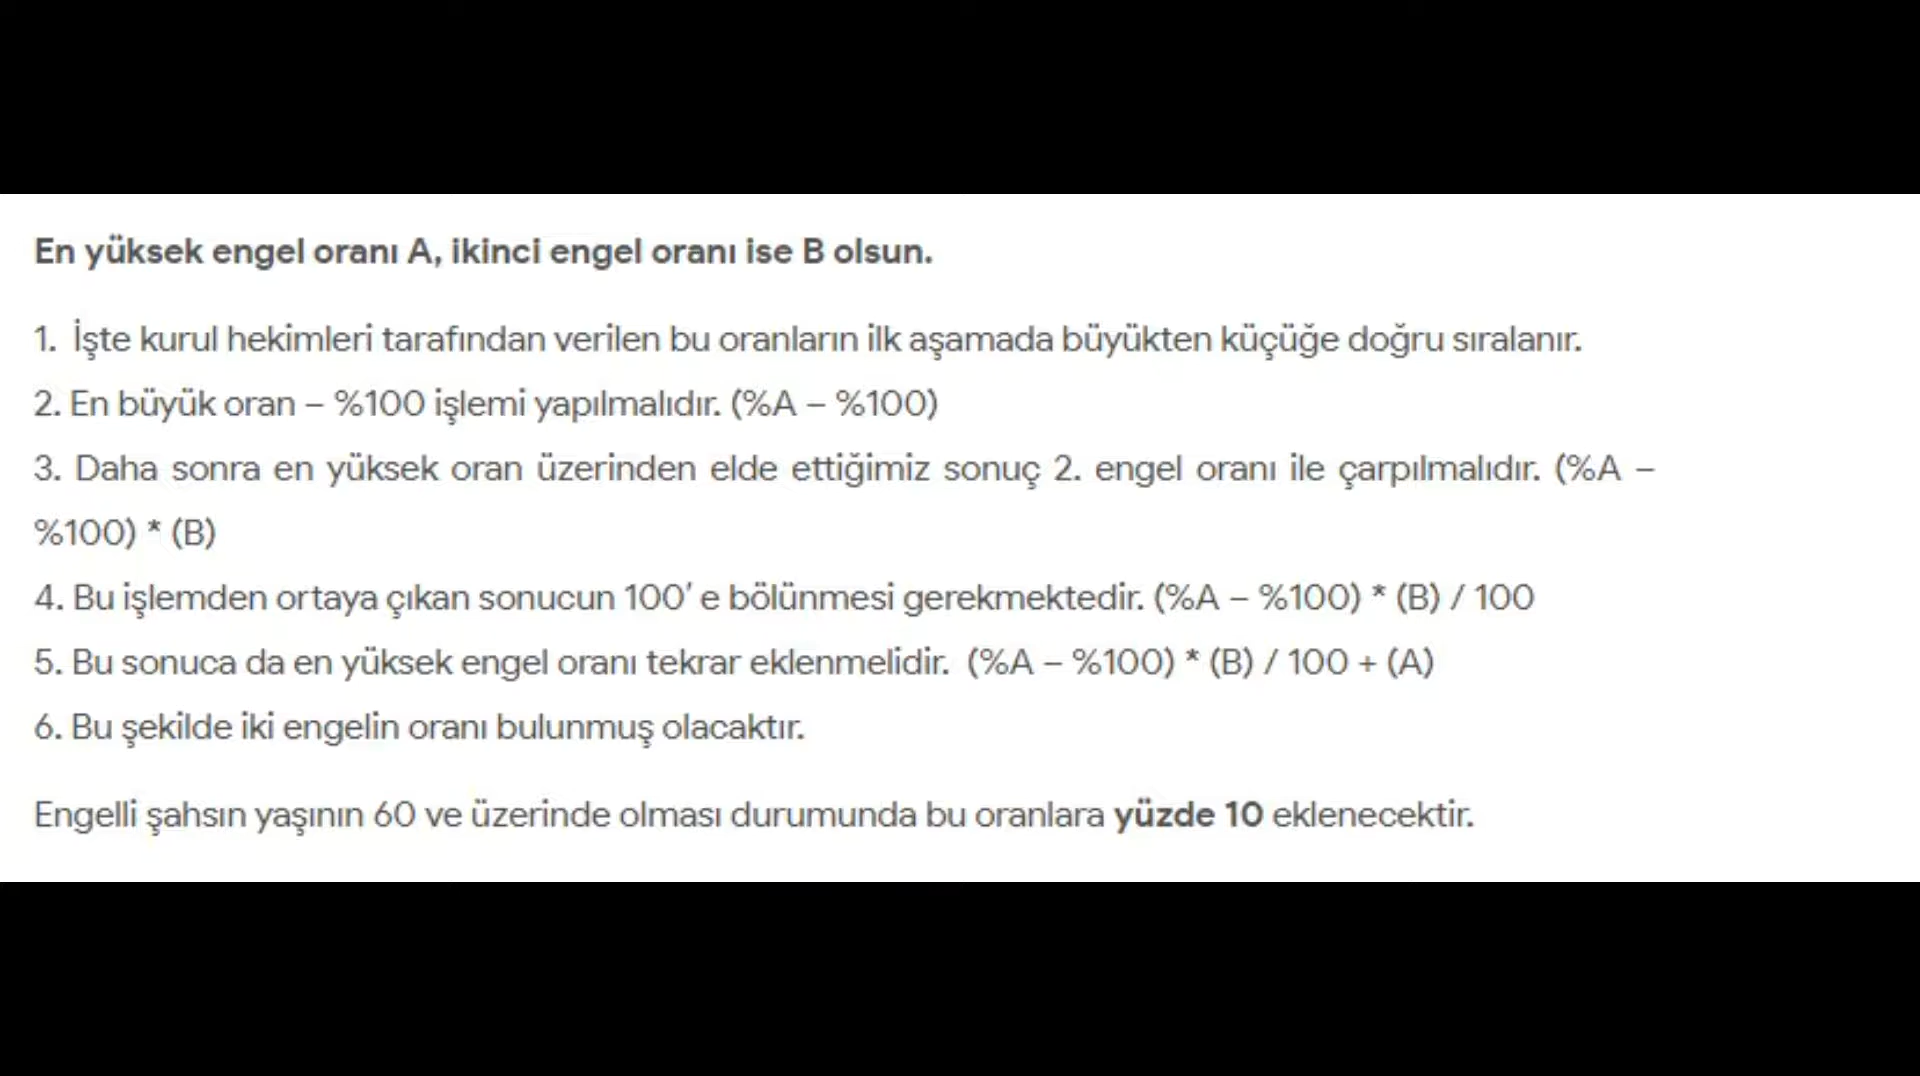 En yüksek engel oranı A, ikinci engel oranı ise B olsun.
1. İşte kurul hekimleri tarafından verilen bu oranların ilk aşamada büyükten küçüğe doğru sıralanır.
2. En büyük oran – %100 işlemi yapılmalıdır. (%A – %100)
3. Daha sonra en yüksek oran üzerinden elde ettiğimiz sonuç 2. engel oranı ile çarpılmalıdır. (%A –
%100) * (B)
4. Bu işlemden ortaya çıkan sonucun 100' e bölünmesi gerekmektedir. (%A – %100) * (B) / 100
5. Bu sonuca da en yüksek engel oranı tekrar eklenmelidir. (%A – %100) * (B) / 100 + (A)
6. Bu şekilde iki engelin oranı bulunmuş olacaktır.
Engelli şahsın yaşının 60 ve üzerinde olması durumunda bu oranlara yüzde 10 eklenecektir.